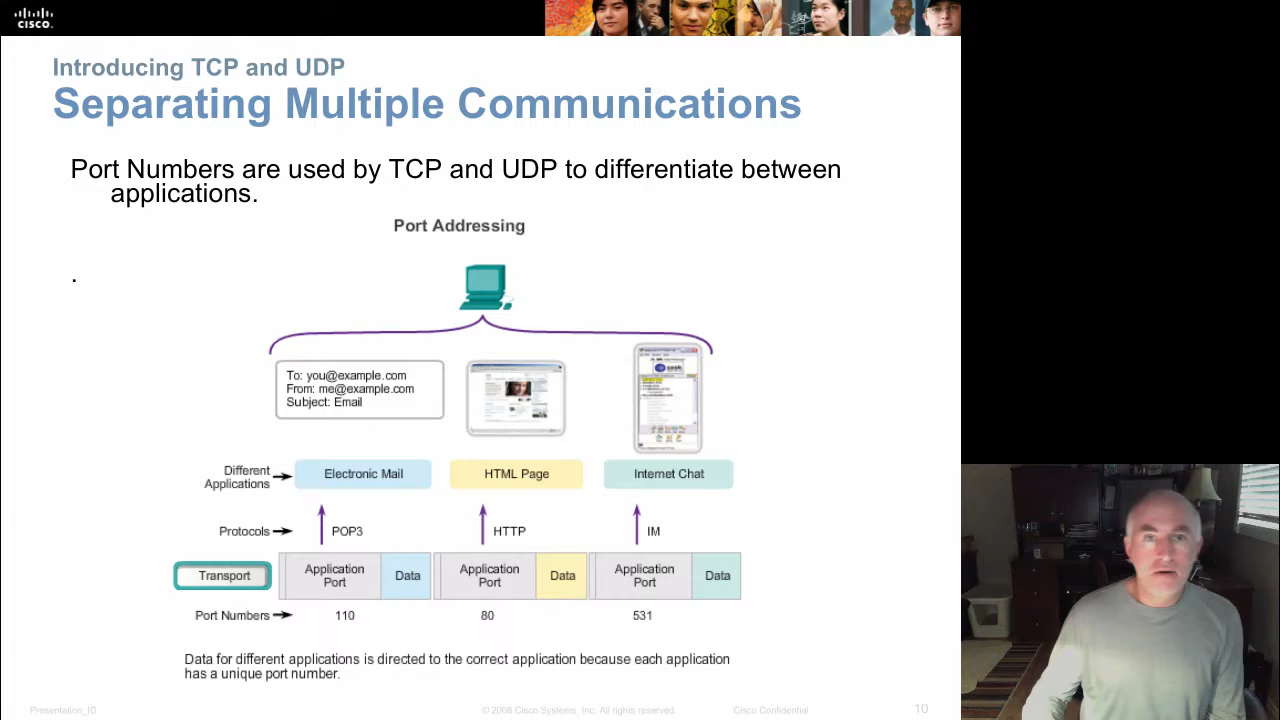 CISCO
Introducing TCP and UDP
Separating Multiple Communications
Port Numbers are used by TCP and UDP to differentiate between
applications.
Port Addressing
.
To: you@example.com
From: me@example.com
Subject: Email
Different
Applications
Electronic Mail
HTML Page
Internet Chat
Protocols
POP3
HTTP
IM
Transport
Application
Port
Data
Application
Port
Data
Application
Port
Data
Port Numbers
110
80
531
Data for different applications is directed to the correct application because each application
has a unique port number.
Presentation_ID
© 2008 Cisco Systems, Inc. All rights reserved.
Cisco Confidential
10